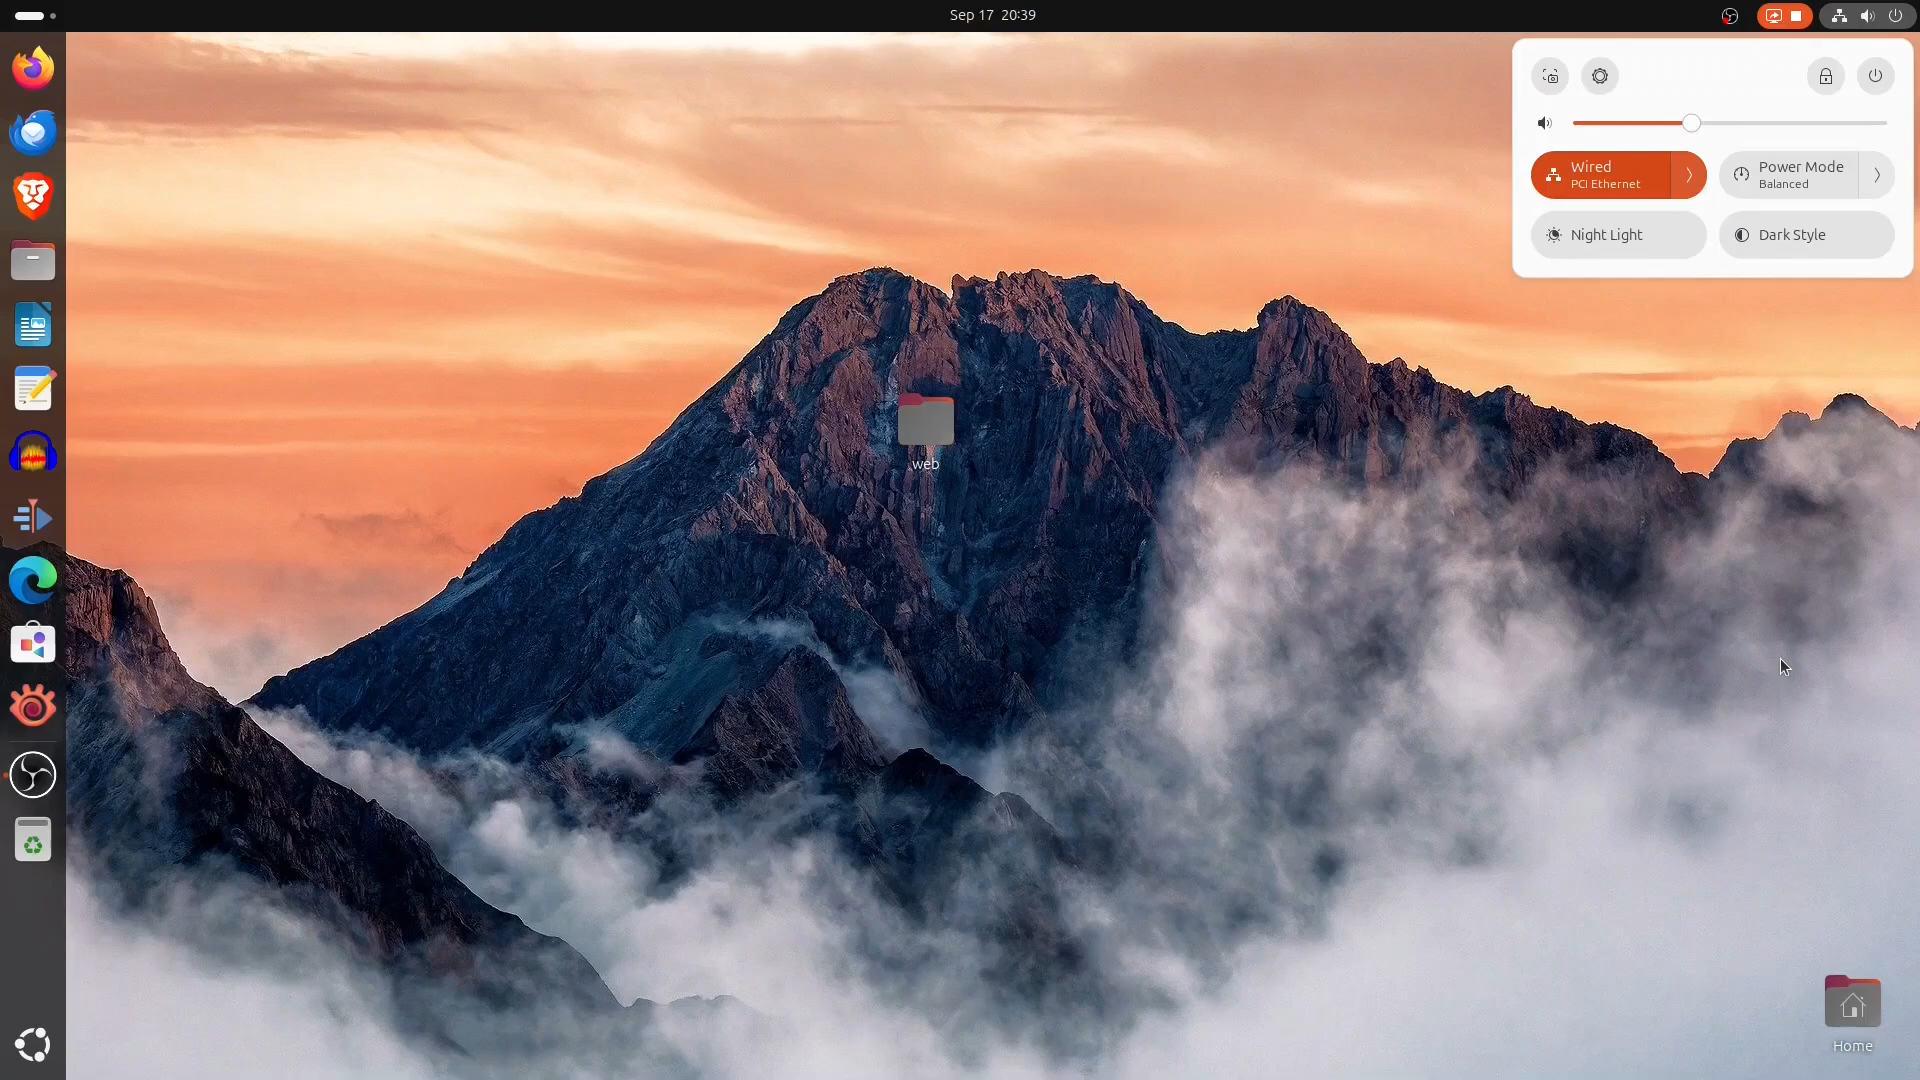 Sep 17 20:39
Wired
PCI Ethernet
Power Mode
Balanced
Night Light
Dark Style
web
Home